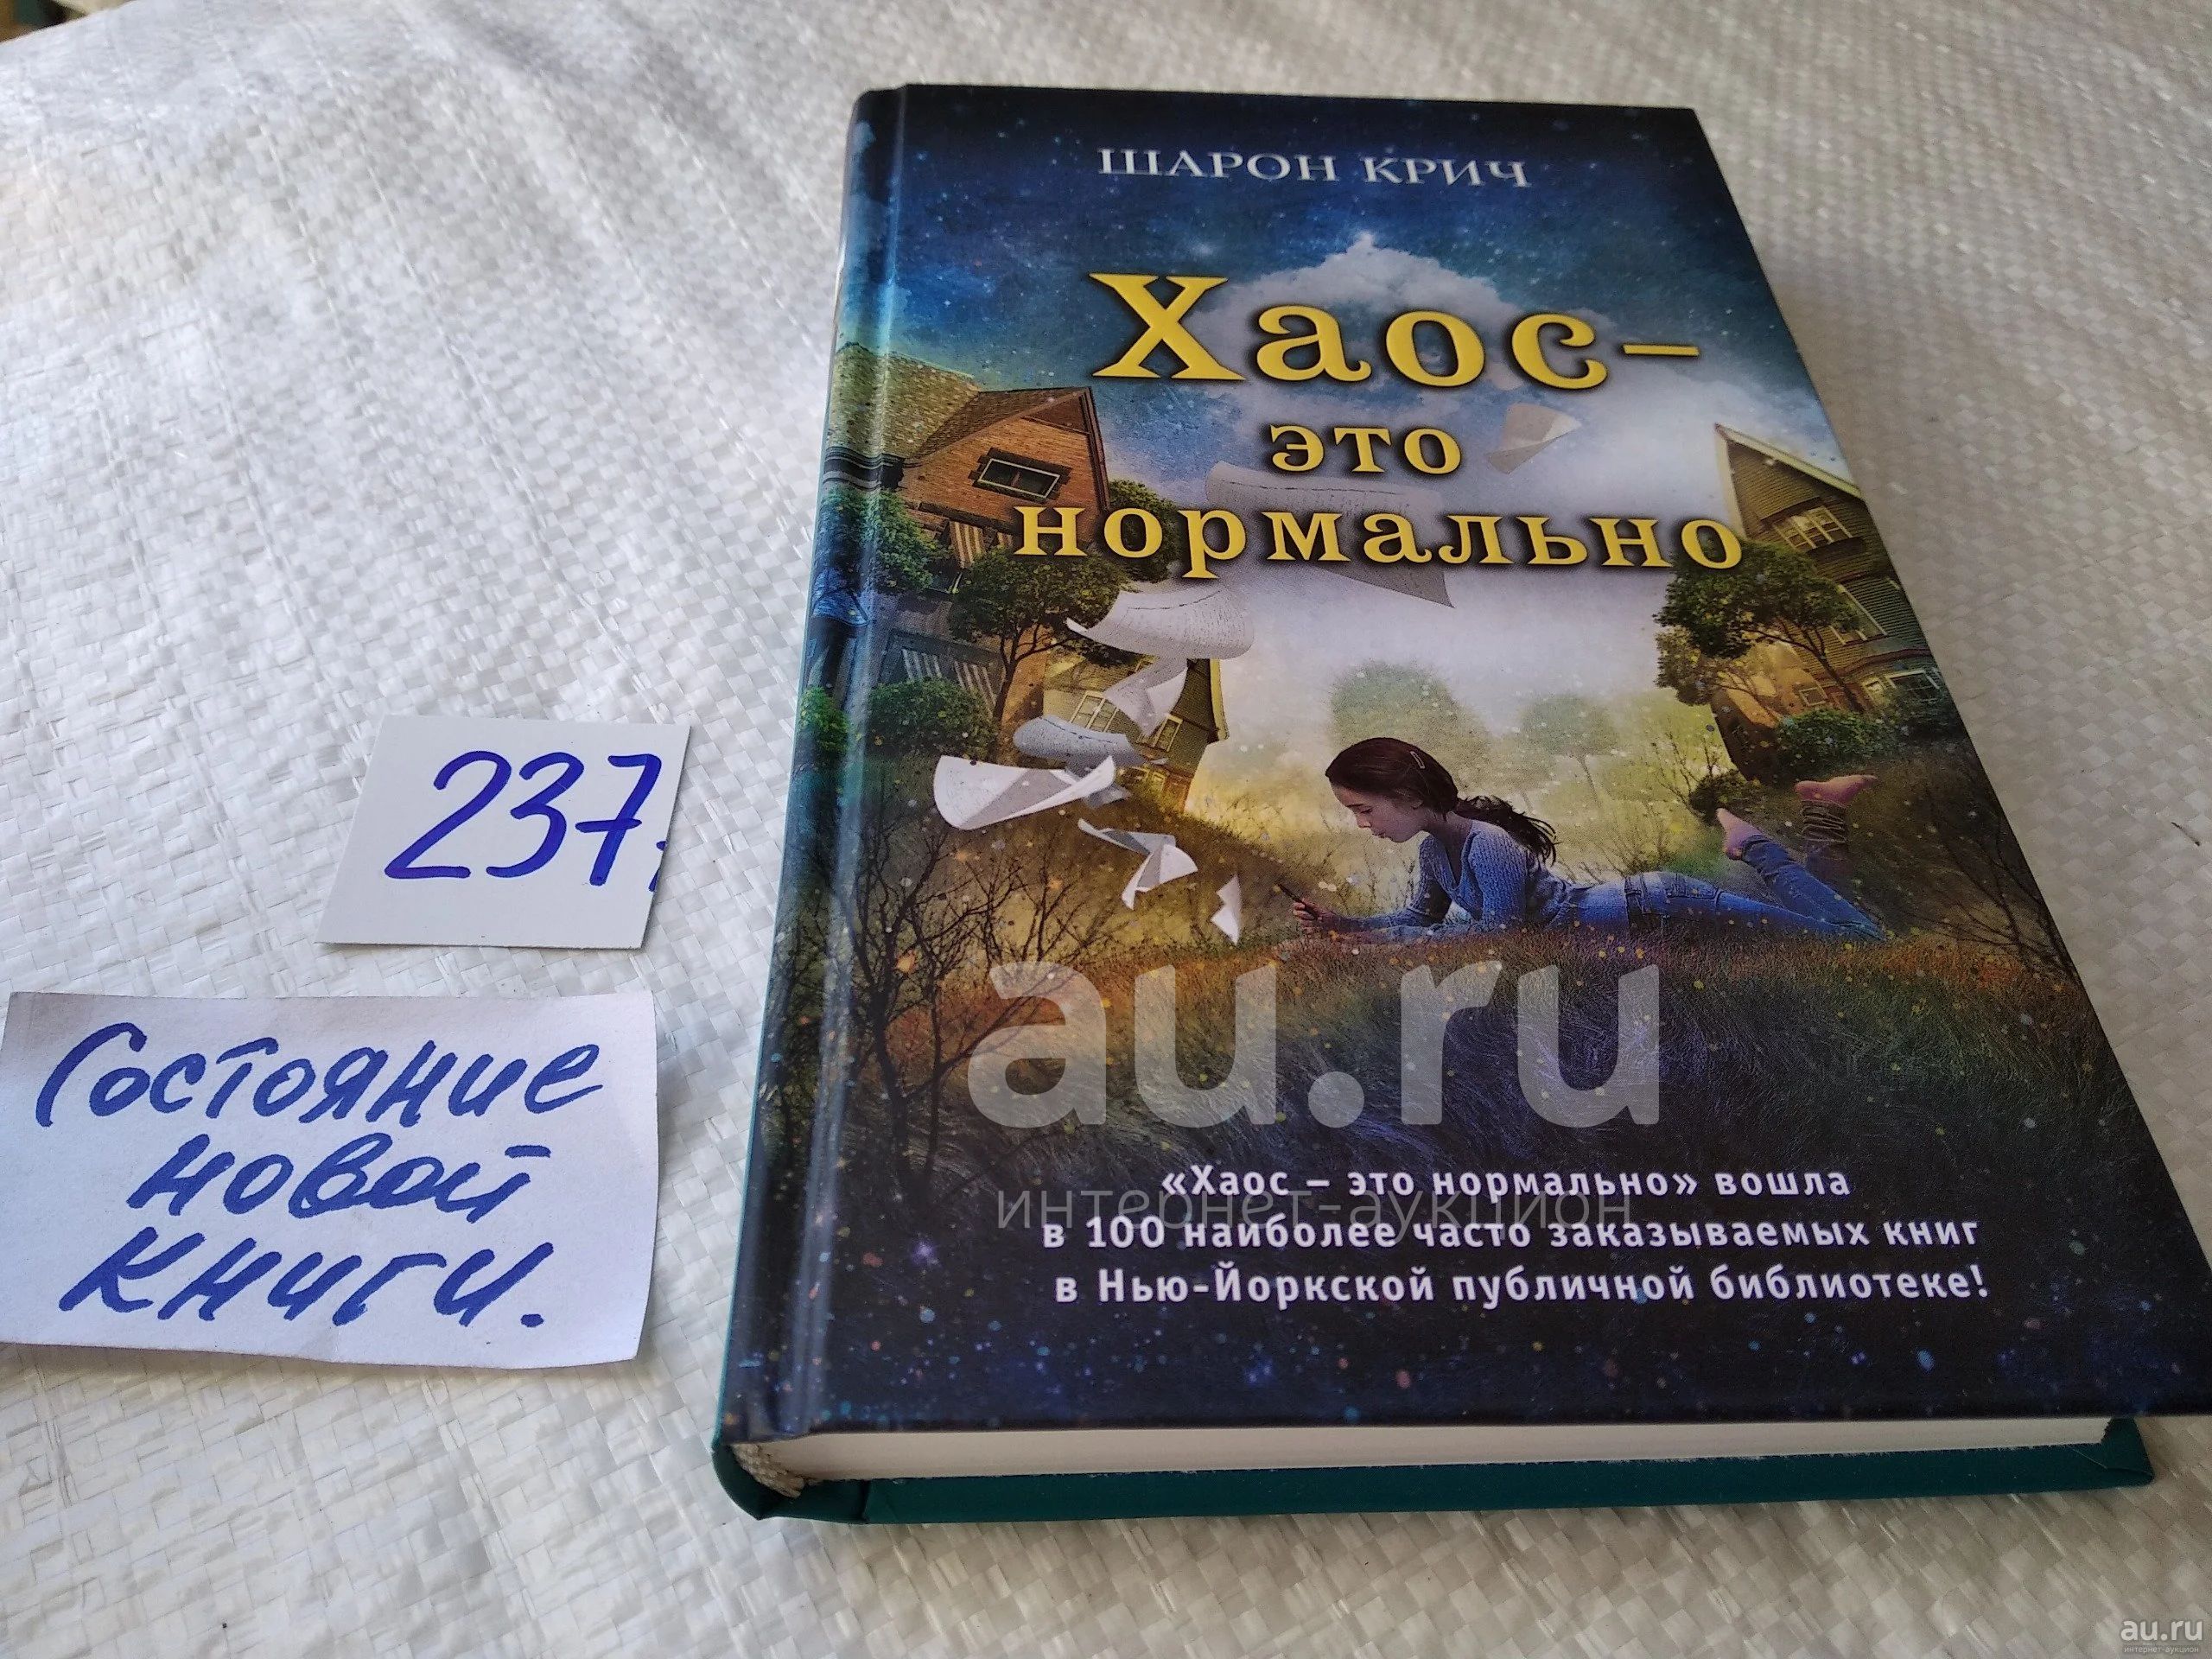 ШАРОН КРИЧ
Хаос–
это
нормально
237.
Состояние
новой
книги.
au.ru
интернет-аукцион
«Хаос – это нормально» вошла
в 100 наиболее часто заказываемых книг
в Нью-Йоркской публичной библиотеке!
au.ru
интернет-аукцион